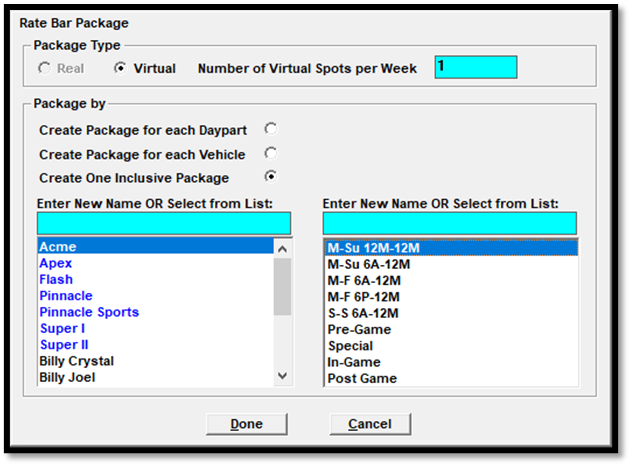 Rate Bar Package
Package Type
Real Virtual Number of Virtual Spots per Week 1
Package by
Create Package for each Daypart
Create Package for each Vehicle
Create One Inclusive Package
Enter New Name OR Select from List:
Acme
Apex
Flash
Pinnacle
Pinnacle Sports
Super I
Super II
Billy Crystal
Billy Joel
Enter New Name OR Select from List:
M-Su 12M-12M
M-Su 6A-12M
M-F 6A-12M
M-F 6P-12M
S-S 6A-12M
Pre-Game
Special
In-Game
Post Game
Done Cancel